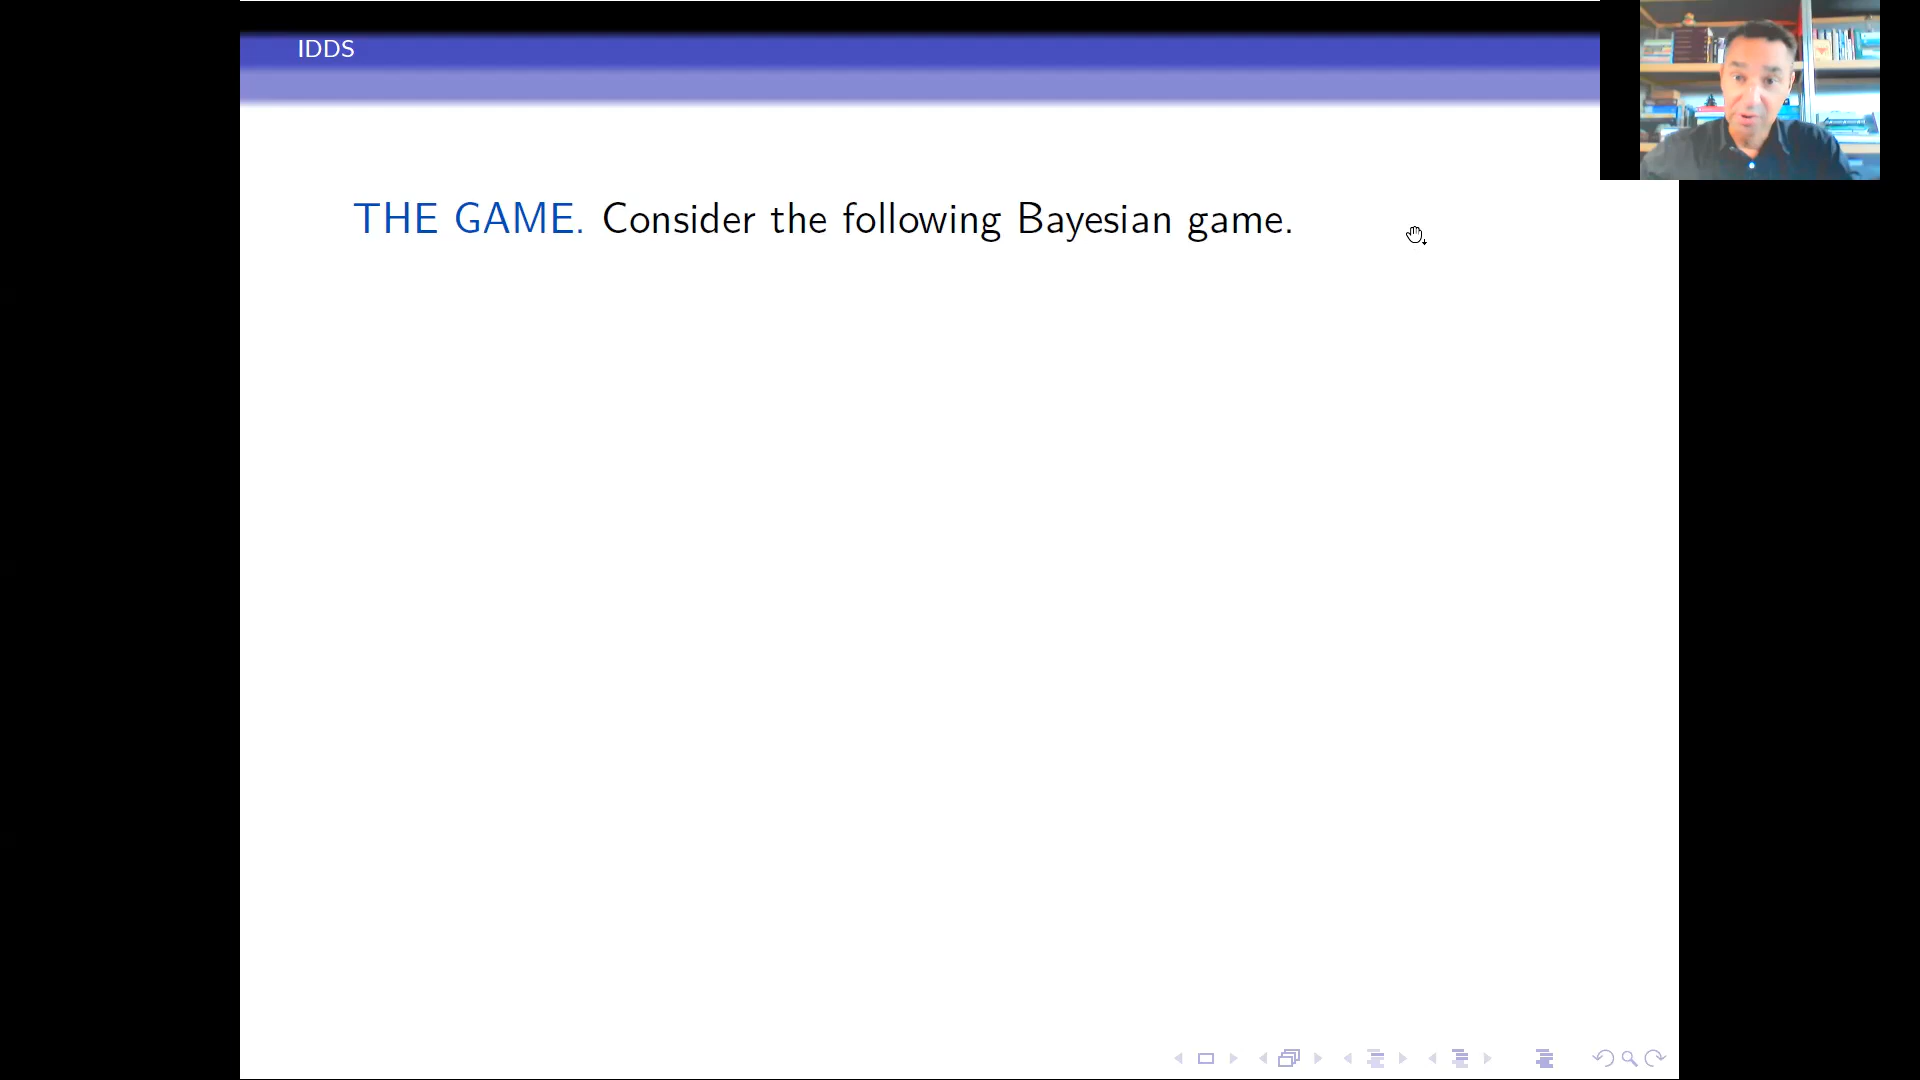 IDDS
THE GAME. Consider the following Bayesian game.